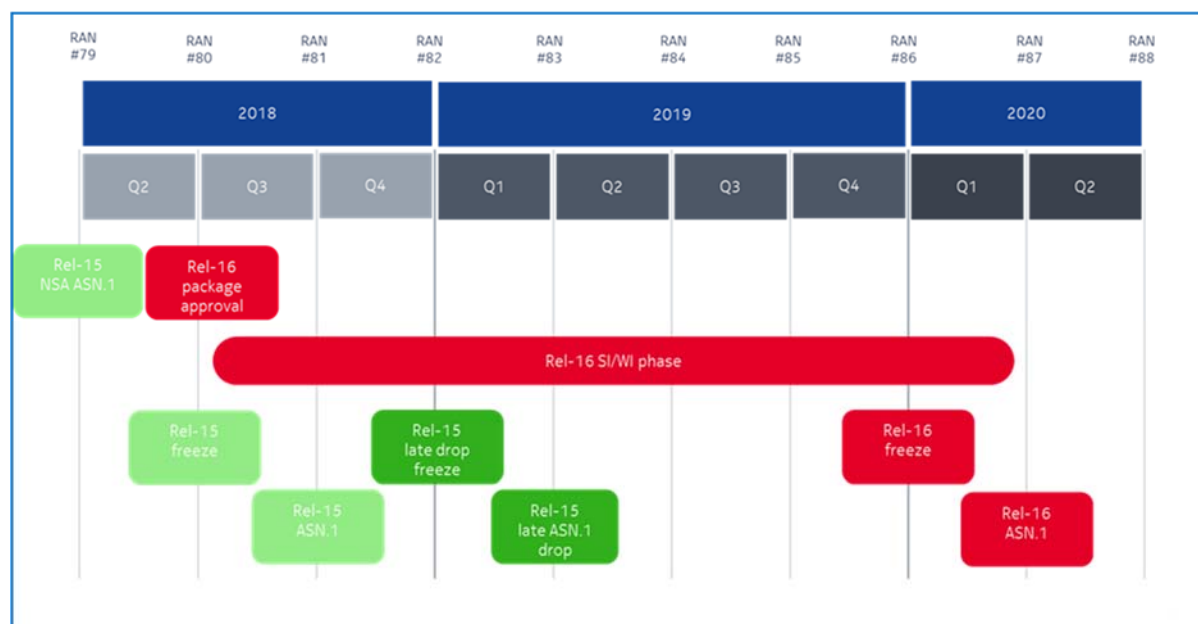 RAN
#79
RAN
#80
RAN
#81
RAN
#82
RAN
#83
RAN
#84
RAN
#85
RAN
#86
RAN
#87
RAN
#88
2018
2019
2020
Q2
Q3
Q4
Q1
Q2
Q3
Q4
Q1
Q2
Rel-15
NSA ASN.1
Rel-16
package
approval
Rel-16 SI/WI phase
Rel-15
freeze
Rel-15
late drop
freeze
Rel-16
freeze
Rel-15
ASN.1
Rel-15
late ASN.1
drop
Rel-16
ASN.1